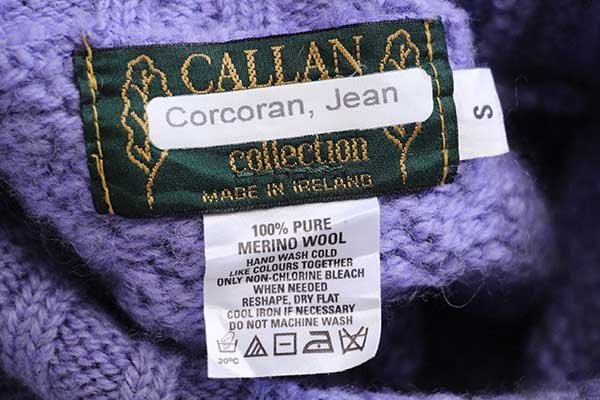 CALLAN
Corcoran, Jean
collection
MADE IN IRELAND
S
100% PURE
MERINO WOOL
HAND WASH COLD
LIKE COLOURS TOGETHER
ONLY NON-CHLORINE BLEACH
WHEN NEEDED
RESHAPE, DRY FLAT
COOL IRON IF NECESSARY
DO NOT MACHINE WASH
30°C